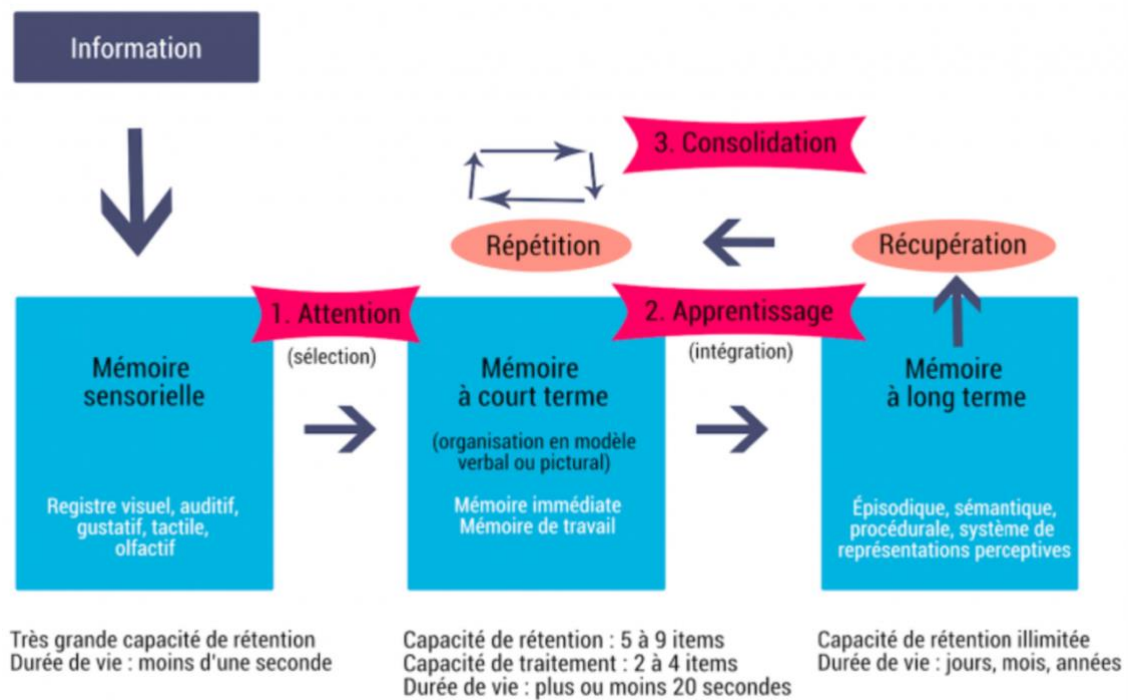 Information
3. Consolidation
Répétition
Récupération
1. Attention
(sélection)
2. Apprentissage
(intégration)
Mémoire
sensorielle
Registre visuel, auditif,
gustatif, tactile,
olfactif
Mémoire
à court terme
(organisation en modèle
verbal ou pictural)
Mémoire immédiate
Mémoire de travail
Mémoire
à long terme
Épisodique, sémantique,
procédurale, système de
représentations perceptives
Très grande capacité de rétention
Durée de vie : moins d'une seconde
Capacité de rétention : 5 à 9 items
Capacité de traitement : 2 à 4 items
Durée de vie : plus ou moins 20 secondes
Capacité de rétention illimitée
Durée de vie : jours, mois, années